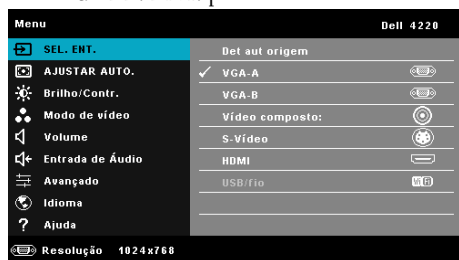 Menu
Dell 4220
SEL. ENT.
AJUSTAR AUTO.
Brilho/Contr.
Modo de vídeo
Volume
Entrada de Áudio
Avançado
Idioma
Ajuda
Det aut origem
VGA-A
VGA-B
Vídeo composto:
S-Vídeo
HDMI
USB/fio
Resolução 1024x768